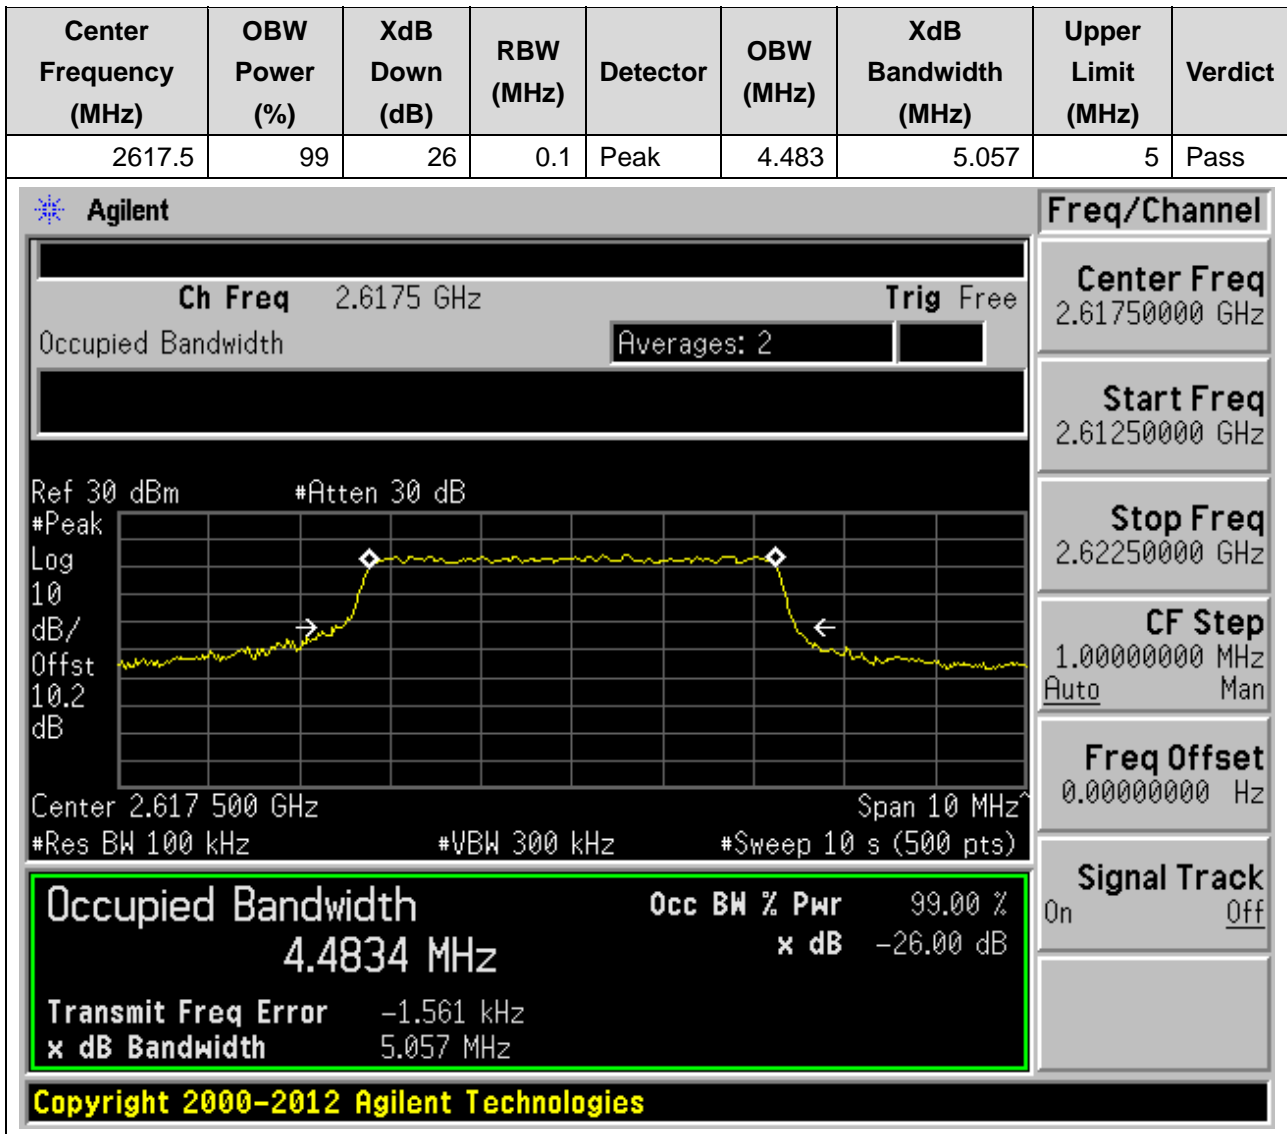 Center Frequency (MHz) OBW Power (%) XdB Down (dB) RBW (MHz) Detector OBW (MHz) XdB Bandwidth (MHz) Upper Limit (MHz) Verdict
2617.5 99 26 0.1 Peak 4.483 5.057 5 Pass
Agilent
Freq/Channel
Ch Freq 2.6175 GHz Trig Free
Occupied Bandwidth Averages: 2
Center Freq
2.61750000 GHz
Start Freq
2.61250000 GHz
Stop Freq
2.62250000 GHz
CF Step
1.00000000 MHz
Auto Man
Freq Offset
0.00000000 Hz
Signal Track
On Off
Ref 30 dBm #Atten 30 dB
#Peak
Log
10
dB/
Offst
10.2
dB
Center 2.617 500 GHz Span 10 MHz^
#Res BW 100 kHz #VBW 300 kHz #Sweep 10 s (500 pts)
Occupied Bandwidth Occ BW % Pwr 99.00 %
4.4834 MHz x dB -26.00 dB
Transmit Freq Error -1.561 kHz
x dB Bandwidth 5.057 MHz
Copyright 2000-2012 Agilent Technologies